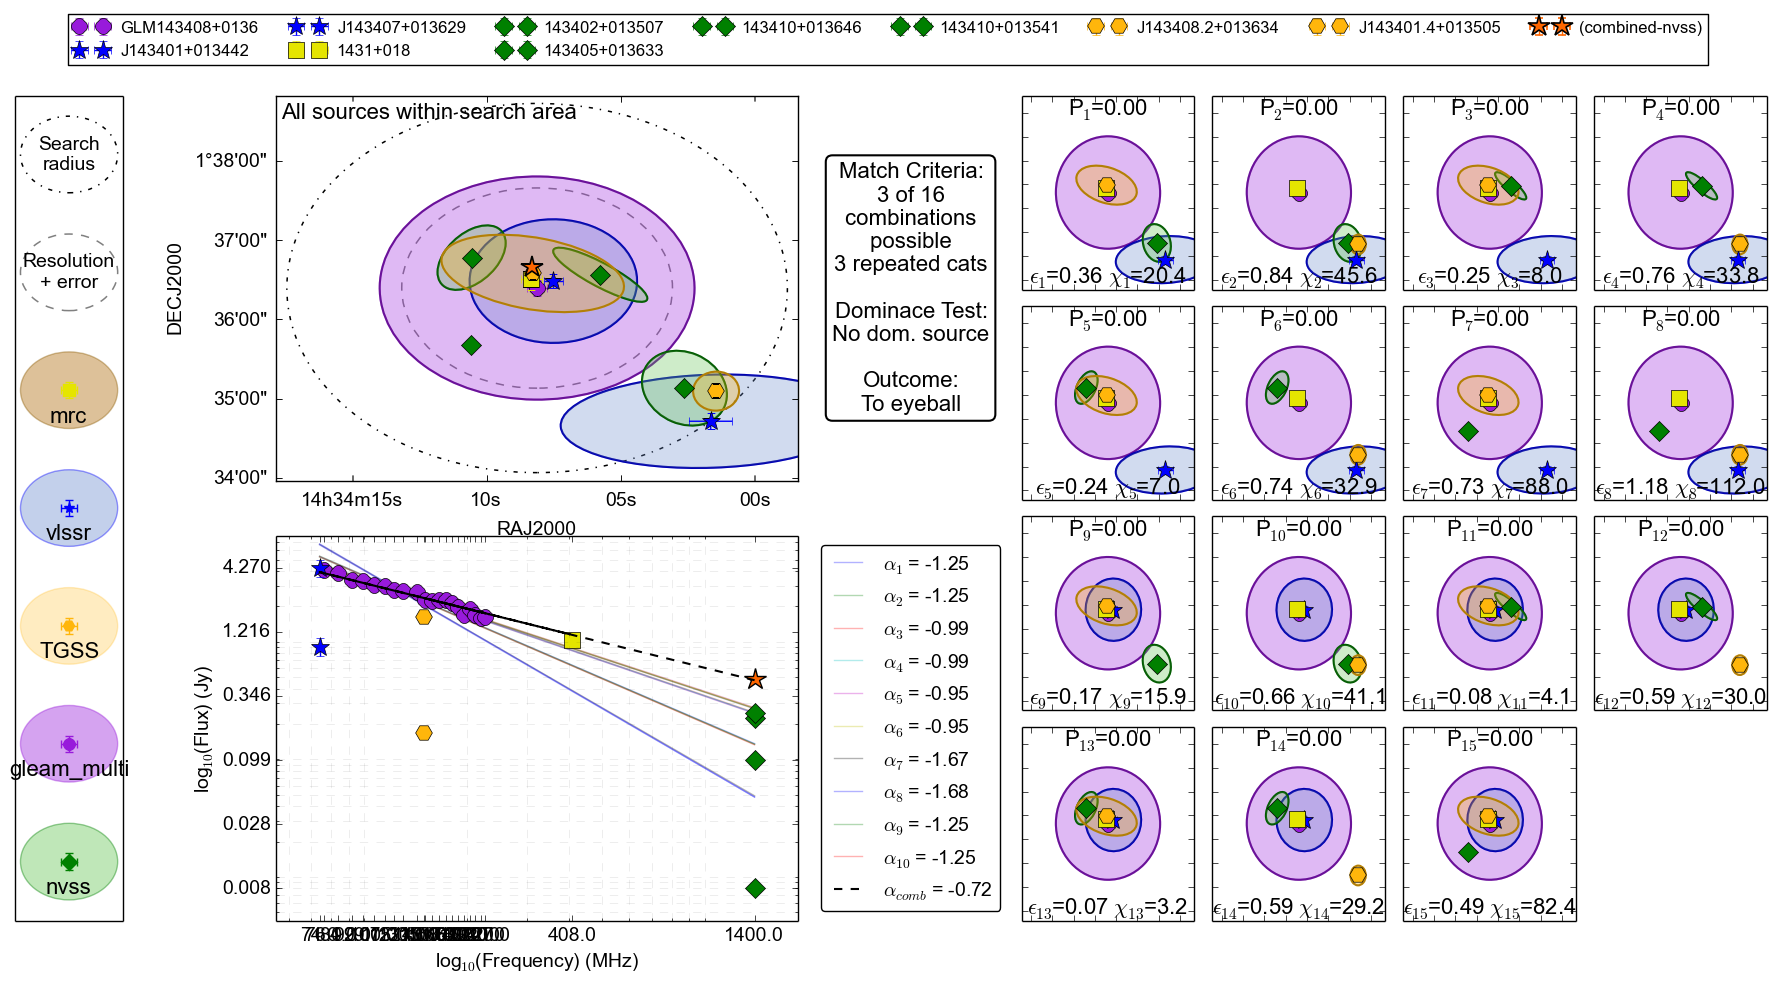 GLM143408+0136
J143407+013629
143402+013507
143410+013646
143410+013541
J143408.2+013634
J143401.4+013505
(combined-nvss)
J143401+013442
1431+018
143405+013633
Search
radius
Resolution
+ error
mrc
vlssr
TGSS
gleam_multi
nvss
All sources within search area
DECJ2000
1°38'00"
1°37'00"
36'00"
35'00"
34'00"
14h34m15s
10s
05s
00s
RAJ2000
Match Criteria:
3 of 16
combinations
possible
3 repeated cats
Dominace Test:
No dom. source
Outcome:
To eyeball
log10(Flux) (Jy)
4.270
1.216
0.346
0.099
0.028
0.008
408.0
1400.0
log10(Frequency) (MHz)
α1 = -1.25
α2 = -1.25
α3 = -0.99
α4 = -0.99
α5 = -0.95
α6 = -0.95
α7 = -1.67
α8 = -1.68
α9 = -1.25
α10 = -1.25
αcomb = -0.72
P1=0.00
ϵ1=0.36 χ1=20.4
P2=0.00
ϵ2=0.84 χ2=45.6
P3=0.00
ϵ3=0.25 χ3=8.0
P4=0.00
ϵ4=0.76 χ4=33.8
P5=0.00
ϵ5=0.24 χ5=7.0
P6=0.00
ϵ6=0.74 χ6=32.9
P7=0.00
ϵ7=0.73 χ7=88.0
P8=0.00
ϵ8=1.18 χ8=112.0
P9=0.00
ϵ9=0.17 χ9=15.9
P10=0.00
ϵ10=0.66 χ10=41.1
P11=0.00
ϵ11=0.08 χ11=4.1
P12=0.00
ϵ12=0.59 χ12=30.0
P13=0.00
ϵ13=0.07 χ13=3.2
P14=0.00
ϵ14=0.59 χ14=29.2
P15=0.00
ϵ15=0.49 χ15=82.4